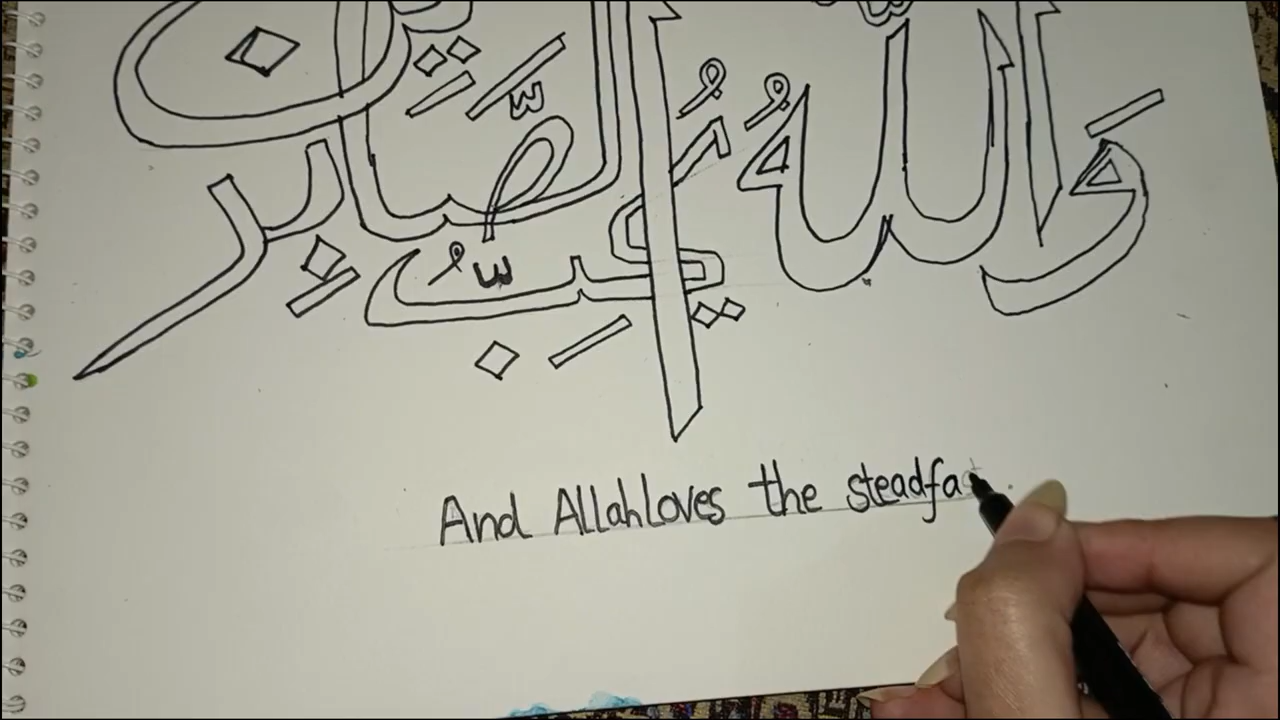 وَاللَّهُ يُحِبُّ الصَّابِرِينَ
And Allah loves the steadfa